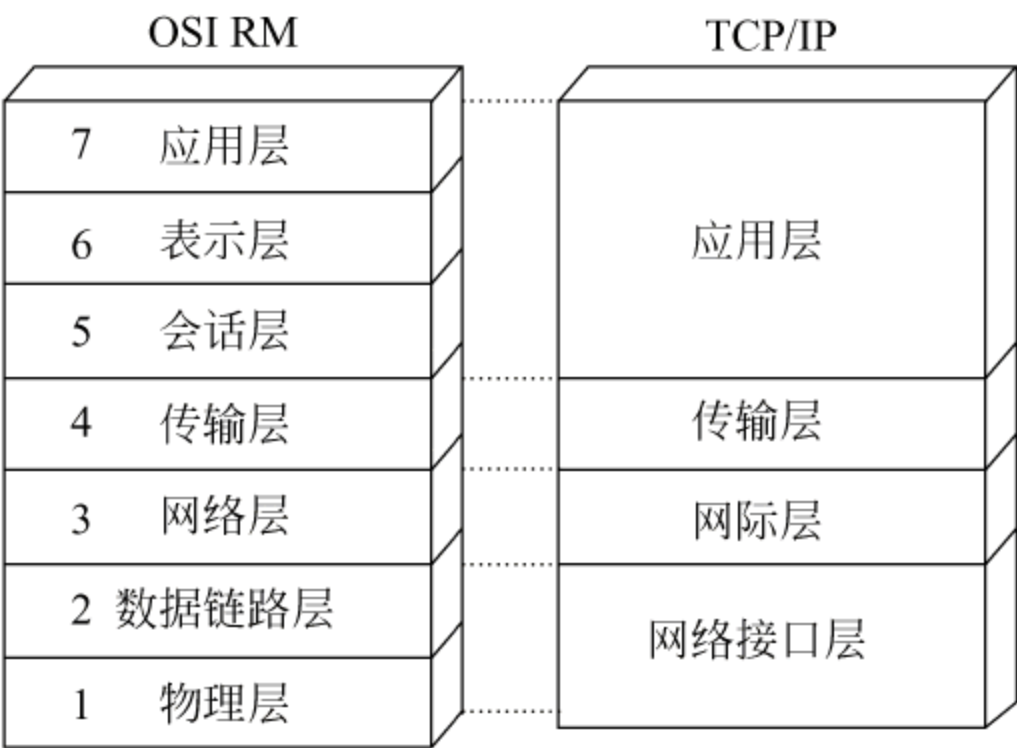 OSI RM
7 应用层
6 表示层
5 会话层
4 传输层
3 网络层
2 数据链路层
1 物理层
TCP/IP
应用层
传输层
网际层
网络接口层